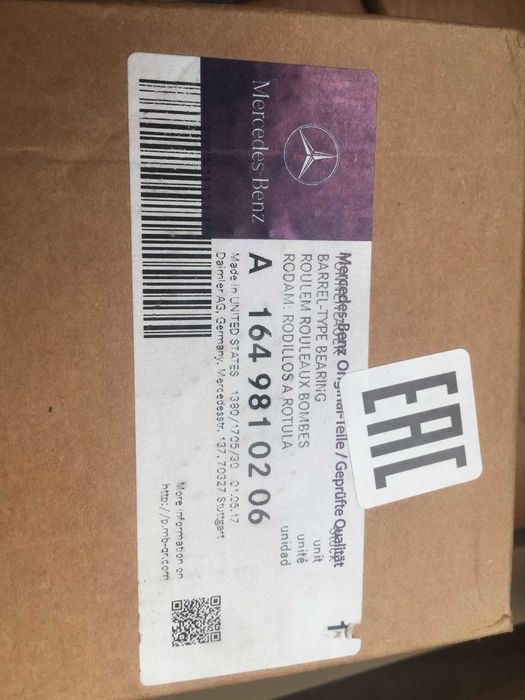 Mercedes Benz
Mercedes-Benz Original-Teile / Geprüfte Qualität
BARREL-TYPE BEARING unit
ROULEM ROULEAUX BOMBES unité
RODAM. RODILLOS A ROTULA unidad
1
A 164 981 02 06
Made in UNITED STATES 1380/1705/30 01.05.17
Daimler AG, Germany, Mercedesstr. 137, 70327 Stuttgart
More information on
http://p.mb-qr.com
EAC